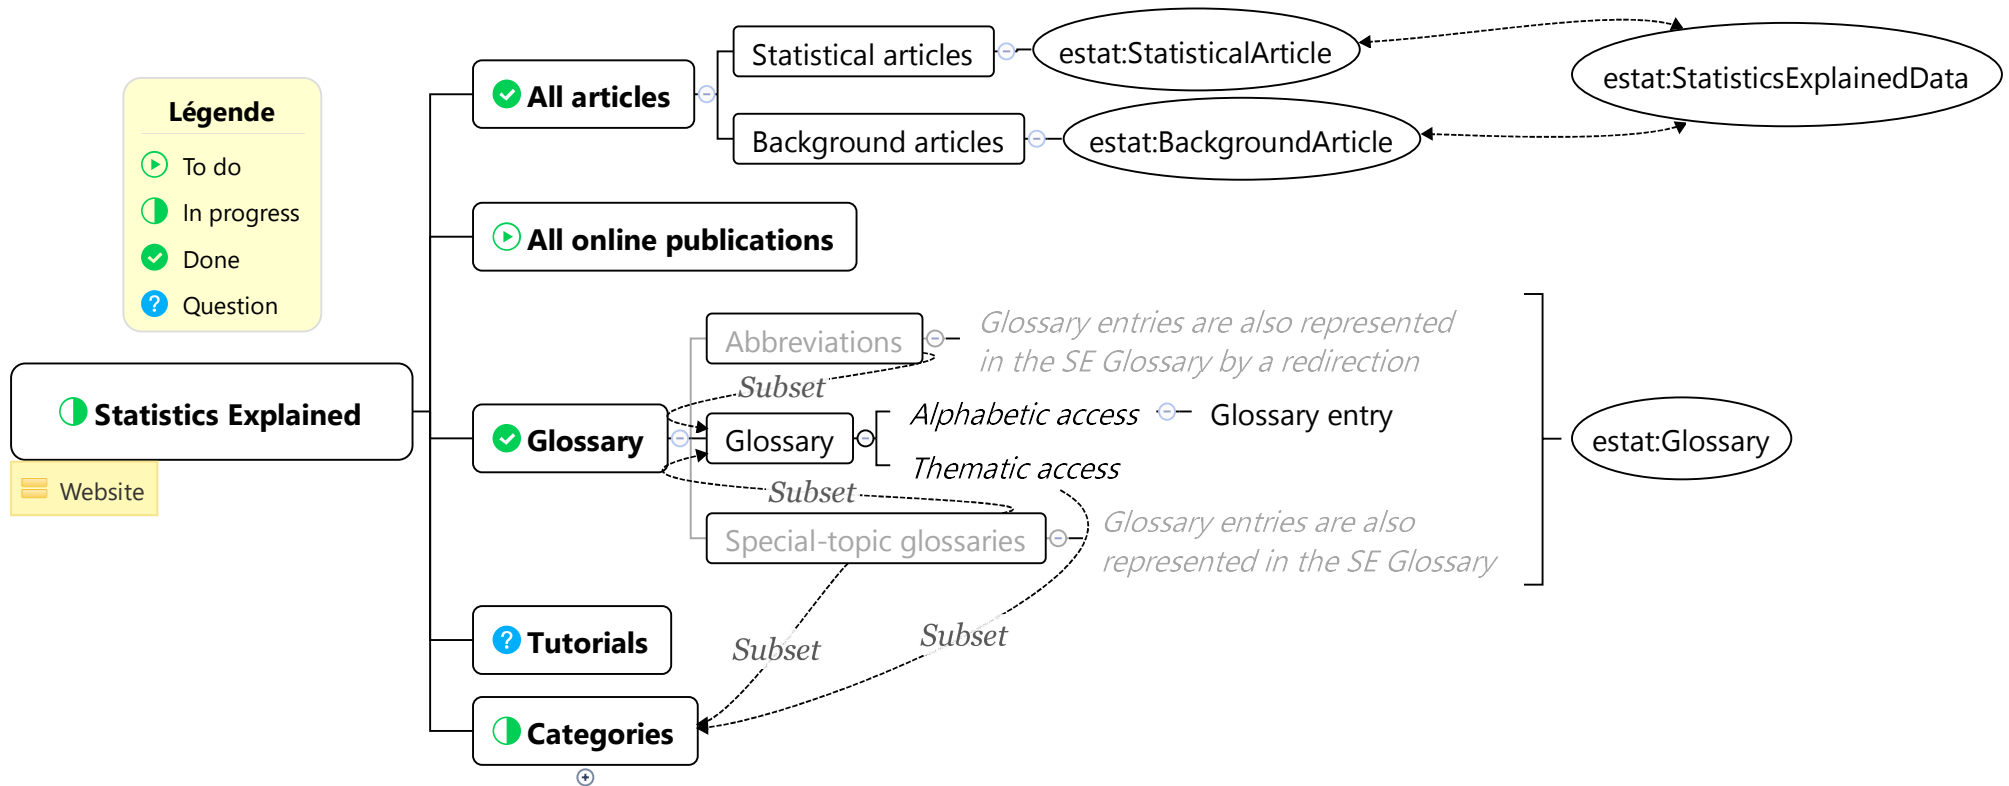 Légende
To do
In progress
Done
Question
Statistics Explained
Website
All articles
Statistical articles
estat:StatisticalArticle
estat:StatisticsExplainedData
Background articles
estat:BackgroundArticle
All online publications
Glossary
Abbreviations
Glossary entries are also represented
in the SE Glossary by a redirection
Subset
Glossary
Alphabetic access
Glossary entry
Thematic access
Subset
Special-topic glossaries
Glossary entries are also
represented in the SE Glossary
estat:Glossary
Subset
Subset
Tutorials
Categories